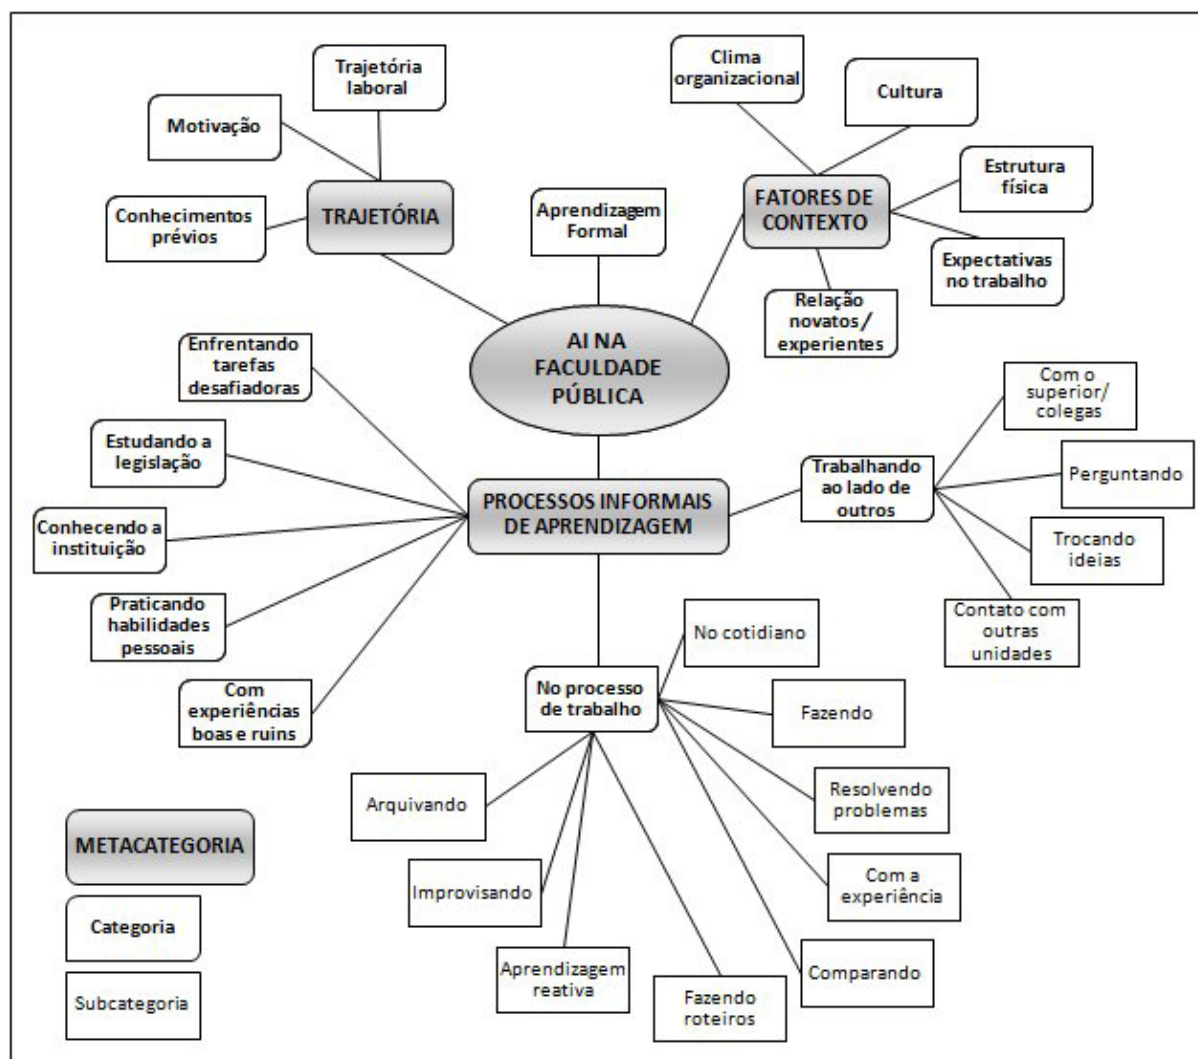 Trajetória
laboral
Motivação
Conhecimentos
prévios
TRAJETÓRIA
Aprendizagem
Formal
Clima
organizacional
Cultura
Estrutura
física
FATORES DE
CONTEXTO
Expectativas
no trabalho
Relação
novatos/
experientes
AI NA
FACULDADE
PÚBLICA
Enfrentando
tarefas
desafiadoras
Estudando a
legislação
Conhecendo a
instituição
Praticando
habilidades
pessoais
Com
experiências
boas e ruins
PROCESSOS INFORMAIS
DE APRENDIZAGEM
Trabalhando
ao lado de
outros
Com o
superior/
colegas
Perguntando
Trocando
ideias
Contato com
outras
unidades
No processo
de trabalho
No cotidiano
Fazendo
Resolvendo
problemas
Com a
experiência
Comparando
Fazendo
roteiros
Aprendizagem
reativa
Improvisando
Arquivando
METACATEGORIA
Categoria
Subcategoria